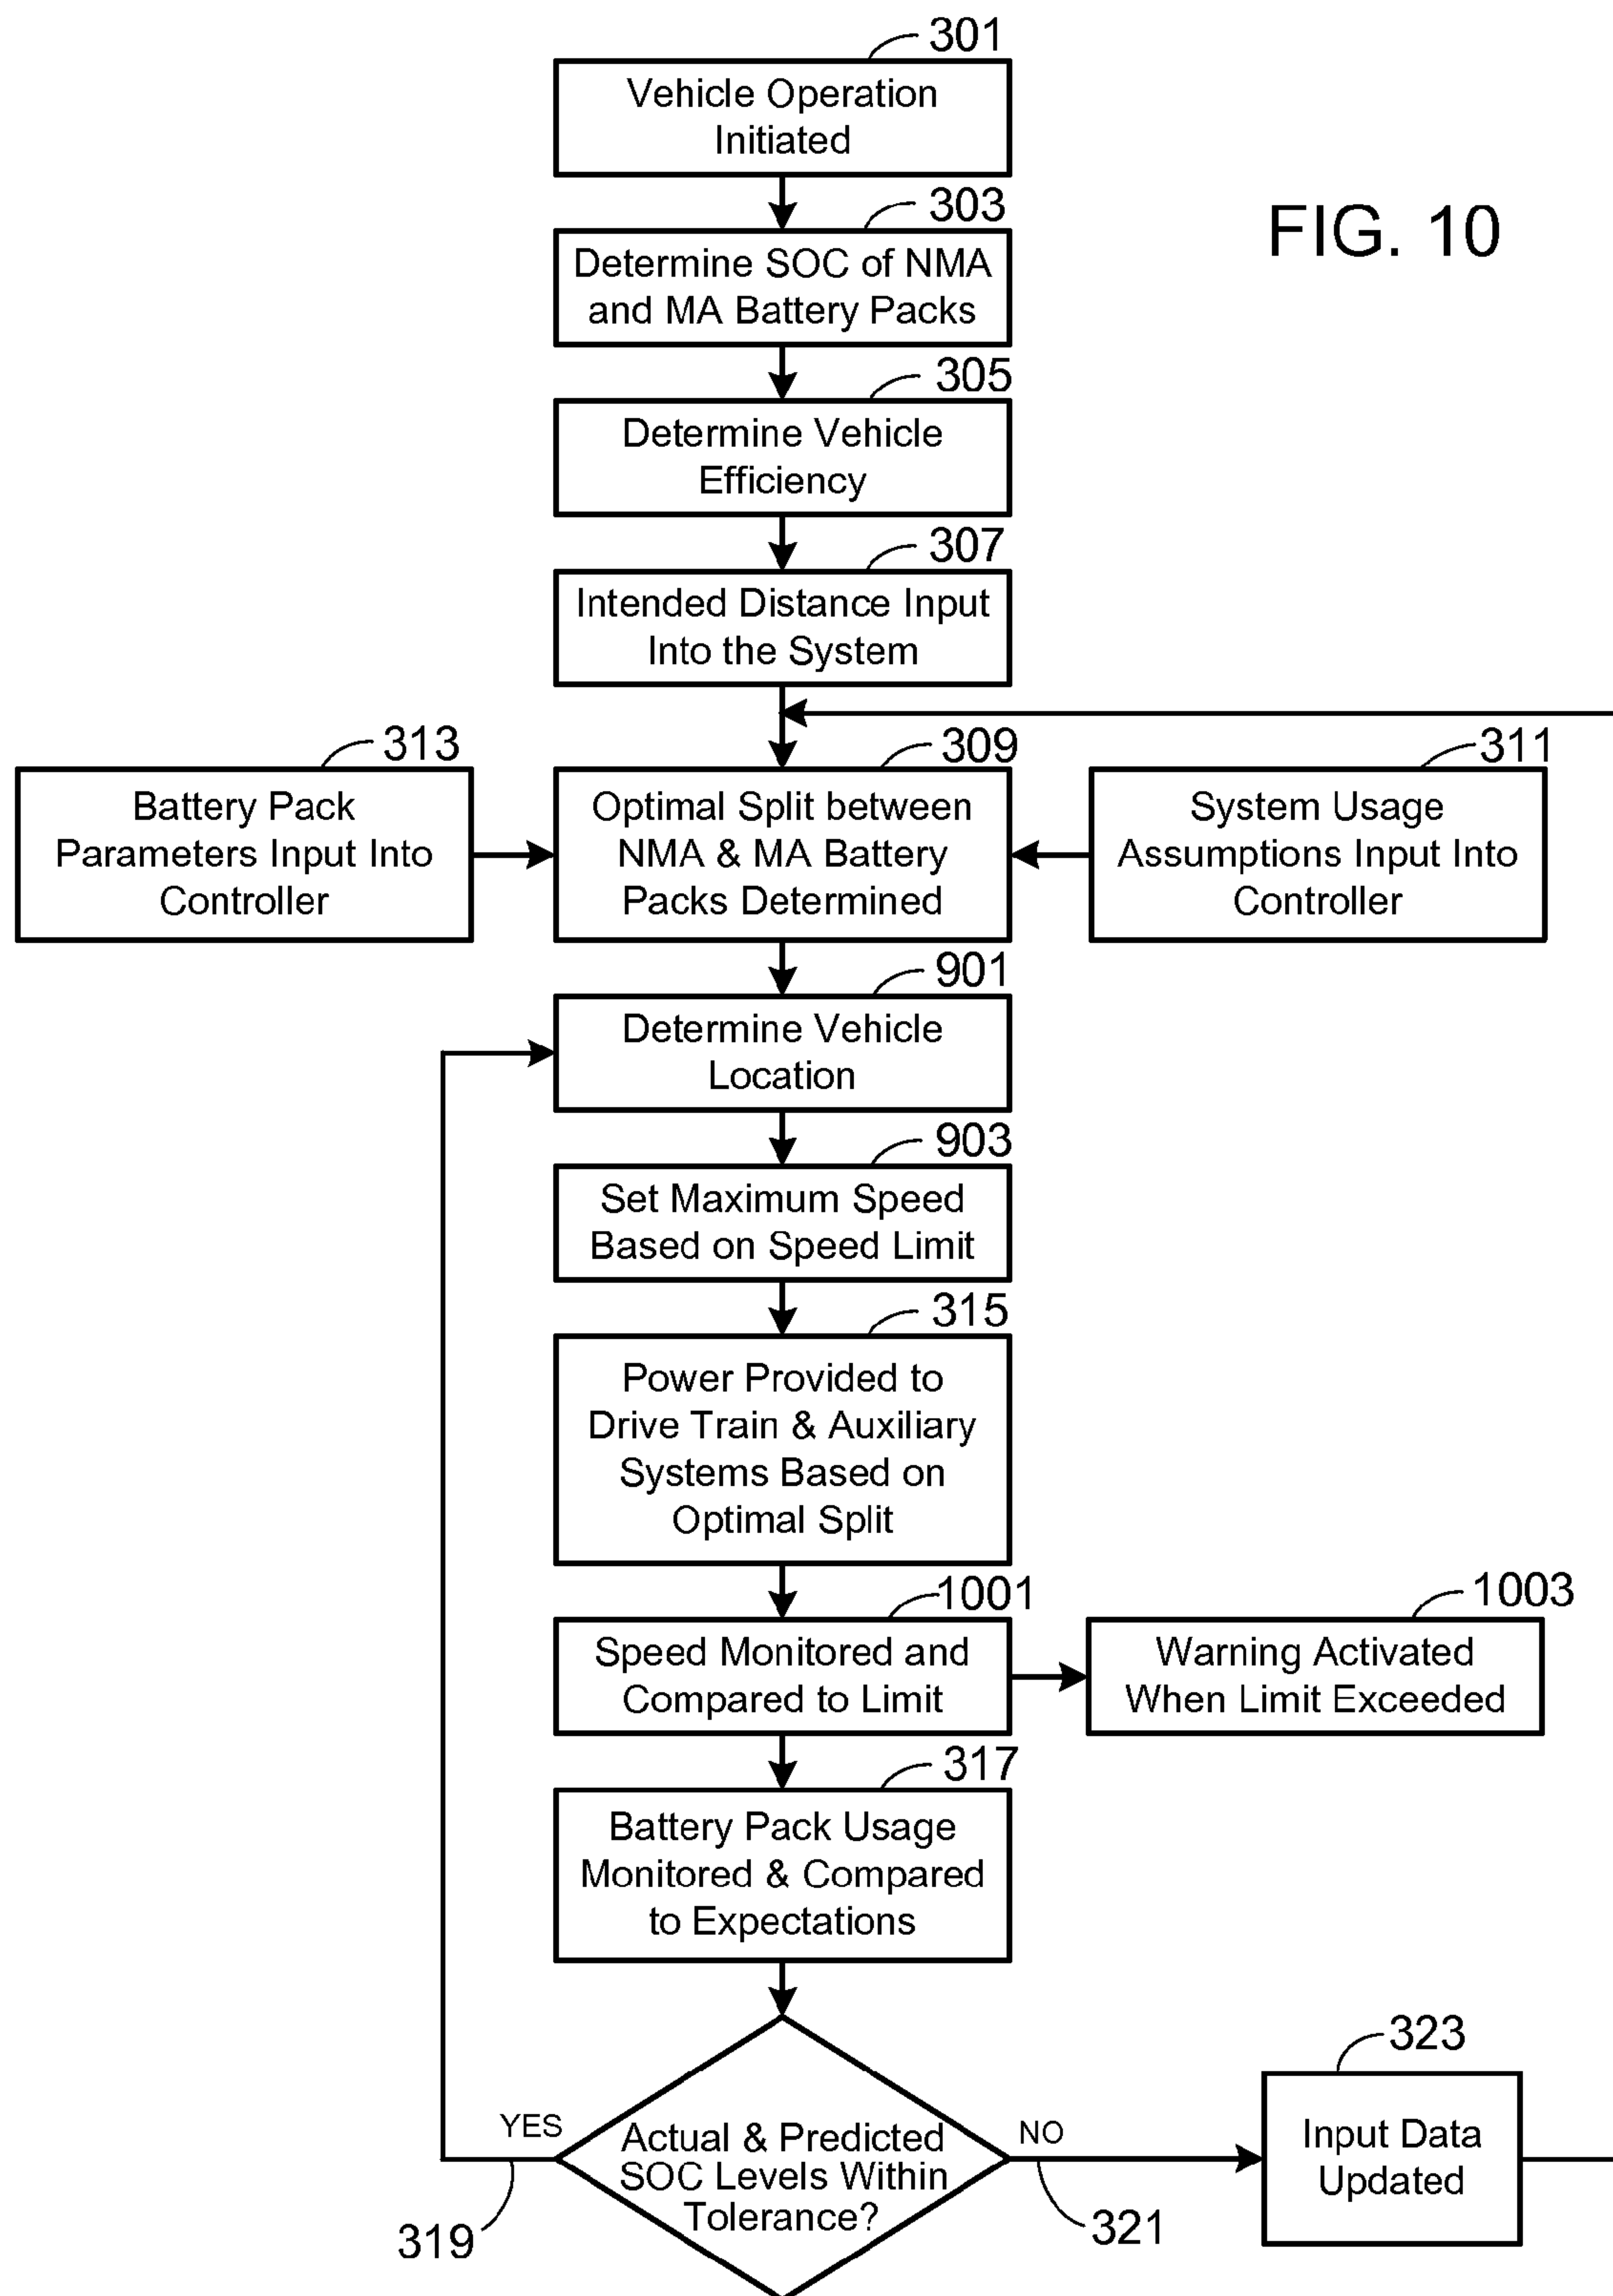 301
Vehicle Operation
Initiated
303
FIG. 10
Determine SOC of NMA
and MA Battery Packs
305
Determine Vehicle
Efficiency
307
Intended Distance Input
Into the System
313
Battery Pack
Parameters Input Into
Controller
309
Optimal Split between
NMA & MA Battery
Packs Determined
311
System Usage
Assumptions Input Into
Controller
901
Determine Vehicle
Location
903
Set Maximum Speed
Based on Speed Limit
315
Power Provided to
Drive Train & Auxiliary
Systems Based on
Optimal Split
1001
Speed Monitored and
Compared to Limit
1003
Warning Activated
When Limit Exceeded
317
Battery Pack Usage
Monitored & Compared
to Expectations
YES
Actual & Predicted
SOC Levels Within
Tolerance?
NO
323
Input Data
Updated
319
321